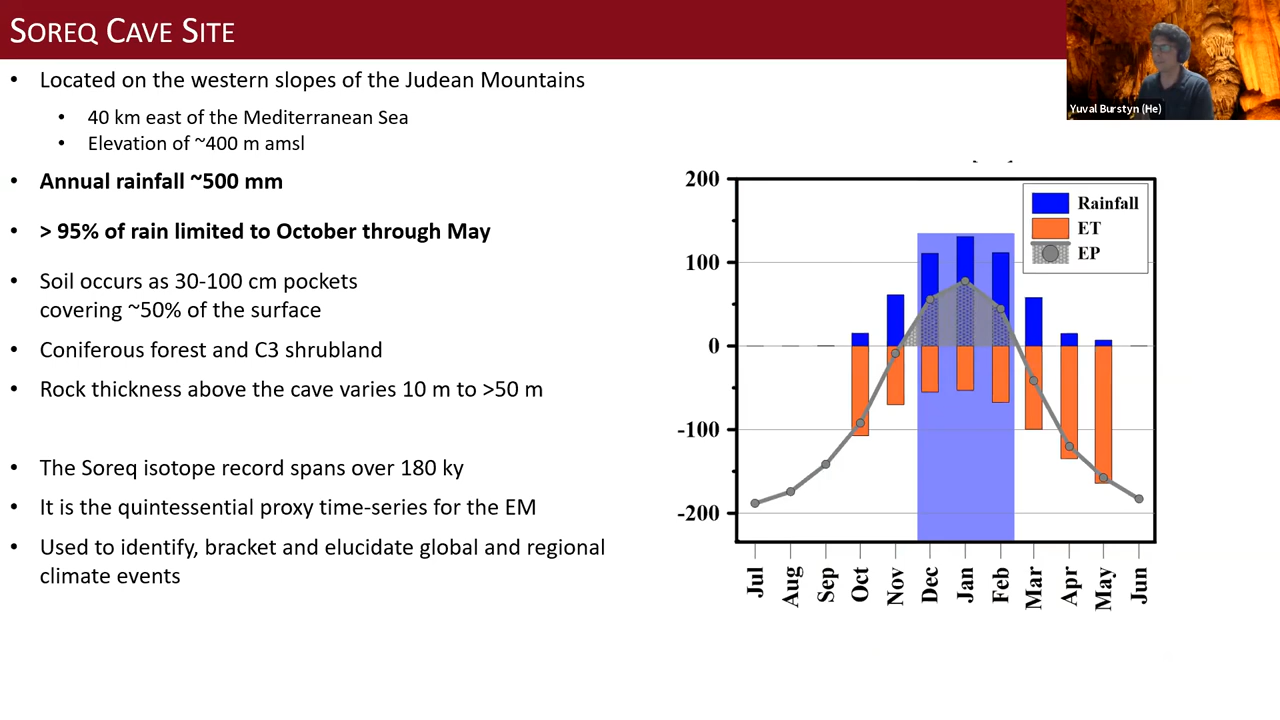 SOREQ CAVE SITE
• Located on the western slopes of the Judean Mountains
• 40 km east of the Mediterranean Sea
• Elevation of ~400 m amsl
• Annual rainfall ~500 mm
• > 95% of rain limited to October through May
• Soil occurs as 30-100 cm pockets
covering ~50% of the surface
• Coniferous forest and C3 shrubland
• Rock thickness above the cave varies 10 m to >50 m
• The Soreq isotope record spans over 180 ky
• It is the quintessential proxy time-series for the EM
• Used to identify, bracket and elucidate global and regional
climate events
Yuval Burstyn (He)
200
100
0
-100
-200
Rainfall
ET
EP
Jul
Aug
Sep
Oct
Nov
Dec
Jan
Feb
Mar
Apr
May
Jun